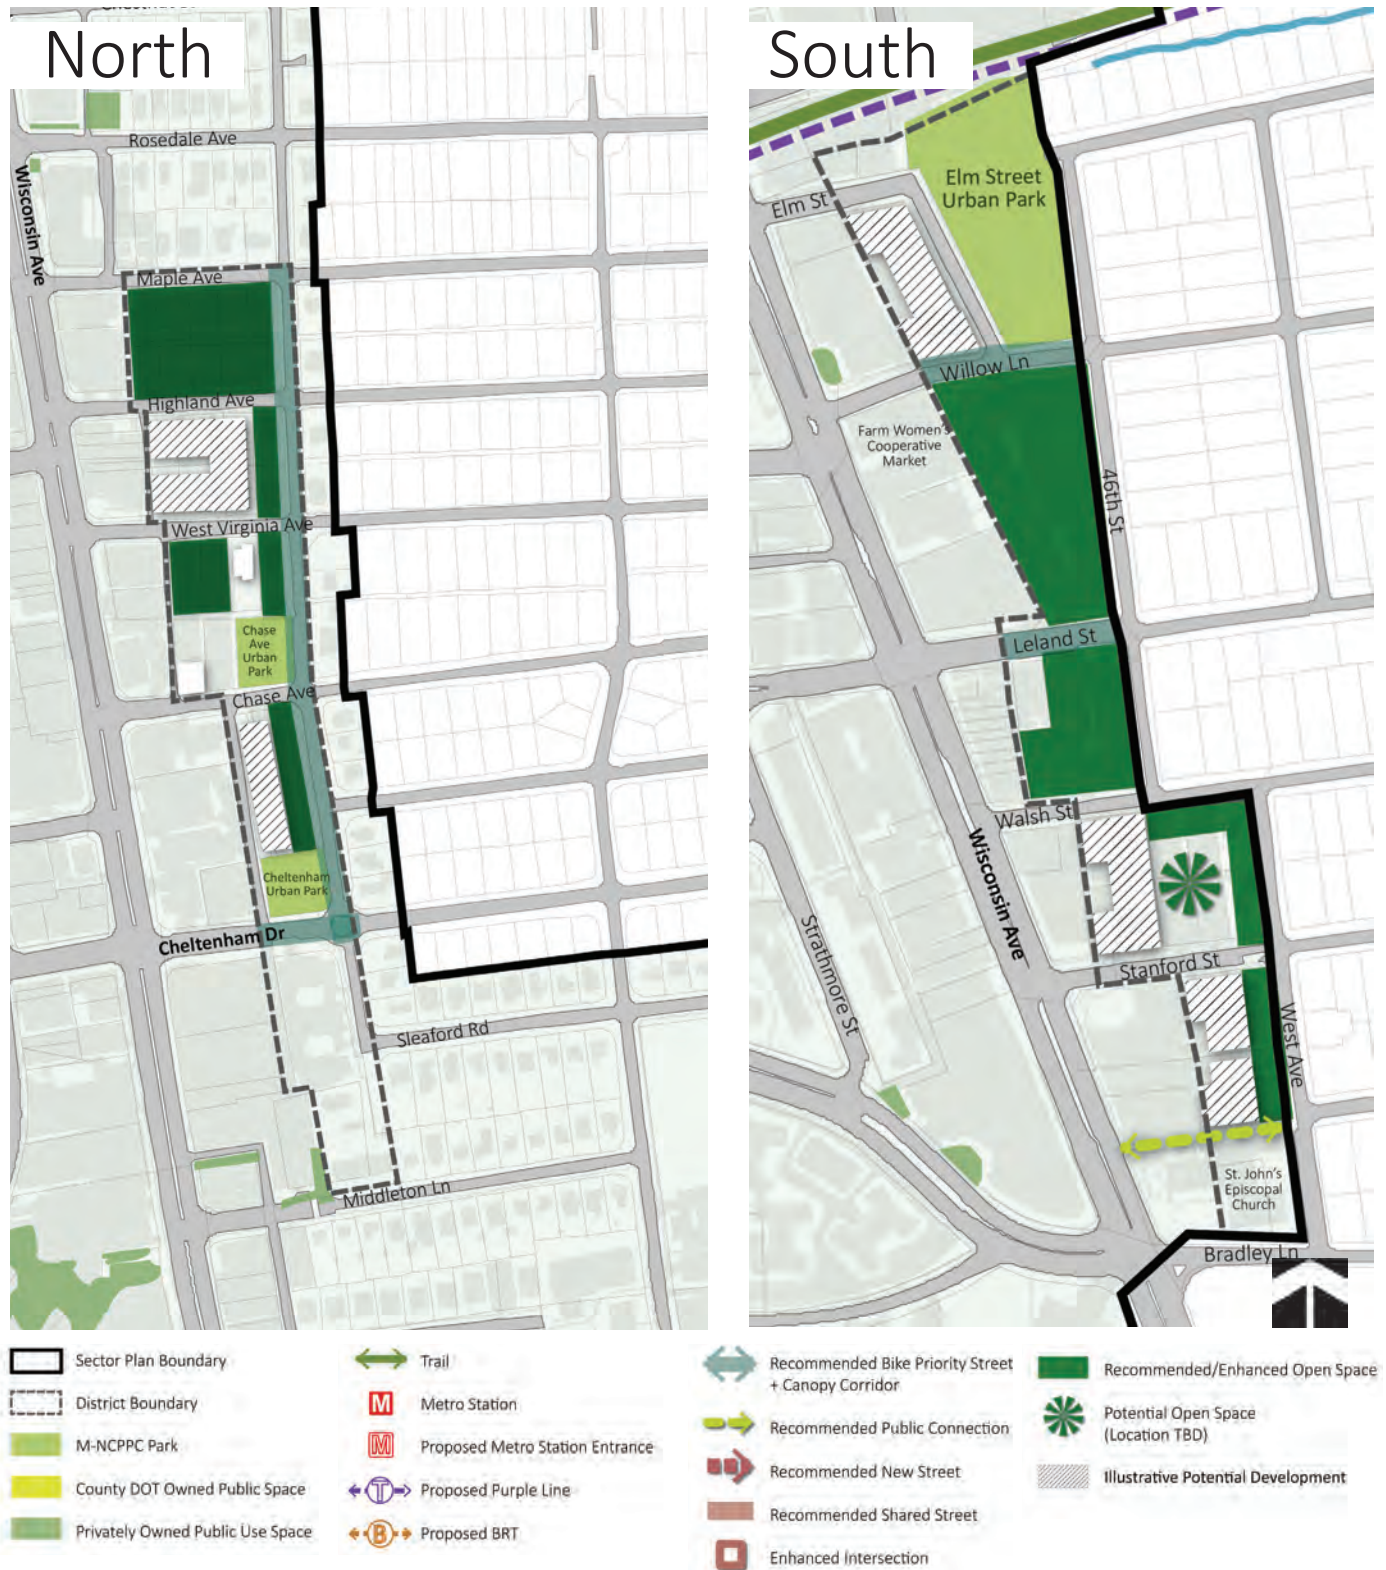 North
Rosedale Ave
Wisconsin Ave
Maple Ave
Highland Ave
West Virginia Ave
Chase
Ave
Urban
Park
Chase Ave
Cheltenham
Urban Park
Cheltenham Dr
Sleaford Rd
Middleton Ln
South
Elm Street
Urban Park
Elm St
Willow Ln
Farm Women's
Cooperative
Market
46th St
Leland St
Walsh St
Wisconsin Ave
Strathmore St
Stanford St
West Ave
St. John's
Episcopal
Church
Bradley Ln
Sector Plan Boundary
District Boundary
M-NCPPC Park
County DOT Owned Public Space
Privately Owned Public Use Space
Trail
M Metro Station
M Proposed Metro Station Entrance
T Proposed Purple Line
B Proposed BRT
Recommended Bike Priority Street
+ Canopy Corridor
Recommended Public Connection
Recommended New Street
Recommended Shared Street
Enhanced Intersection
Recommended/Enhanced Open Space
Potential Open Space
(Location TBD)
Illustrative Potential Development